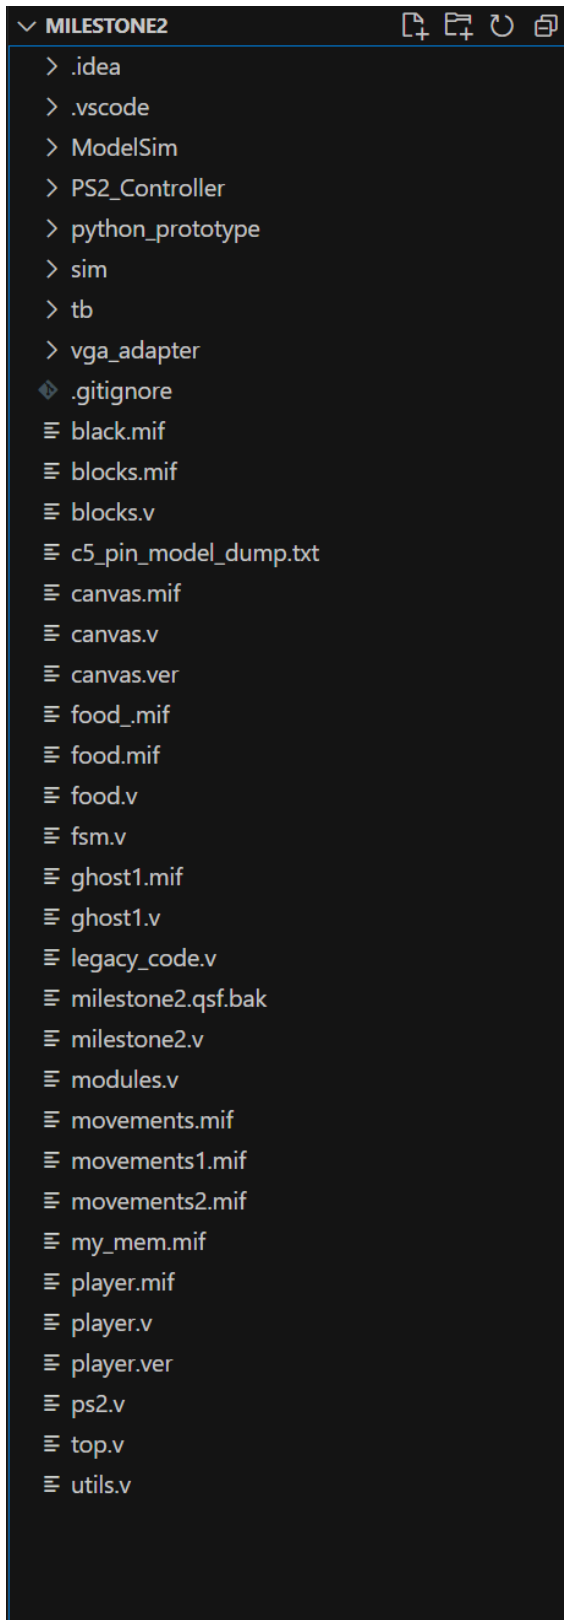 MILESTONE2
.idea
.vscode
ModelSim
PS2_Controller
python_prototype
sim
tb
vga_adapter
.gitignore
black.mif
blocks.mif
blocks.v
c5_pin_model_dump.txt
canvas.mif
canvas.v
canvas.ver
food_.mif
food.mif
food.v
fsm.v
ghost1.mif
ghost1.v
legacy_code.v
milestone2.qsf.bak
milestone2.v
modules.v
movements.mif
movements1.mif
movements2.mif
my_mem.mif
player.mif
player.v
player.ver
ps2.v
top.v
utils.v